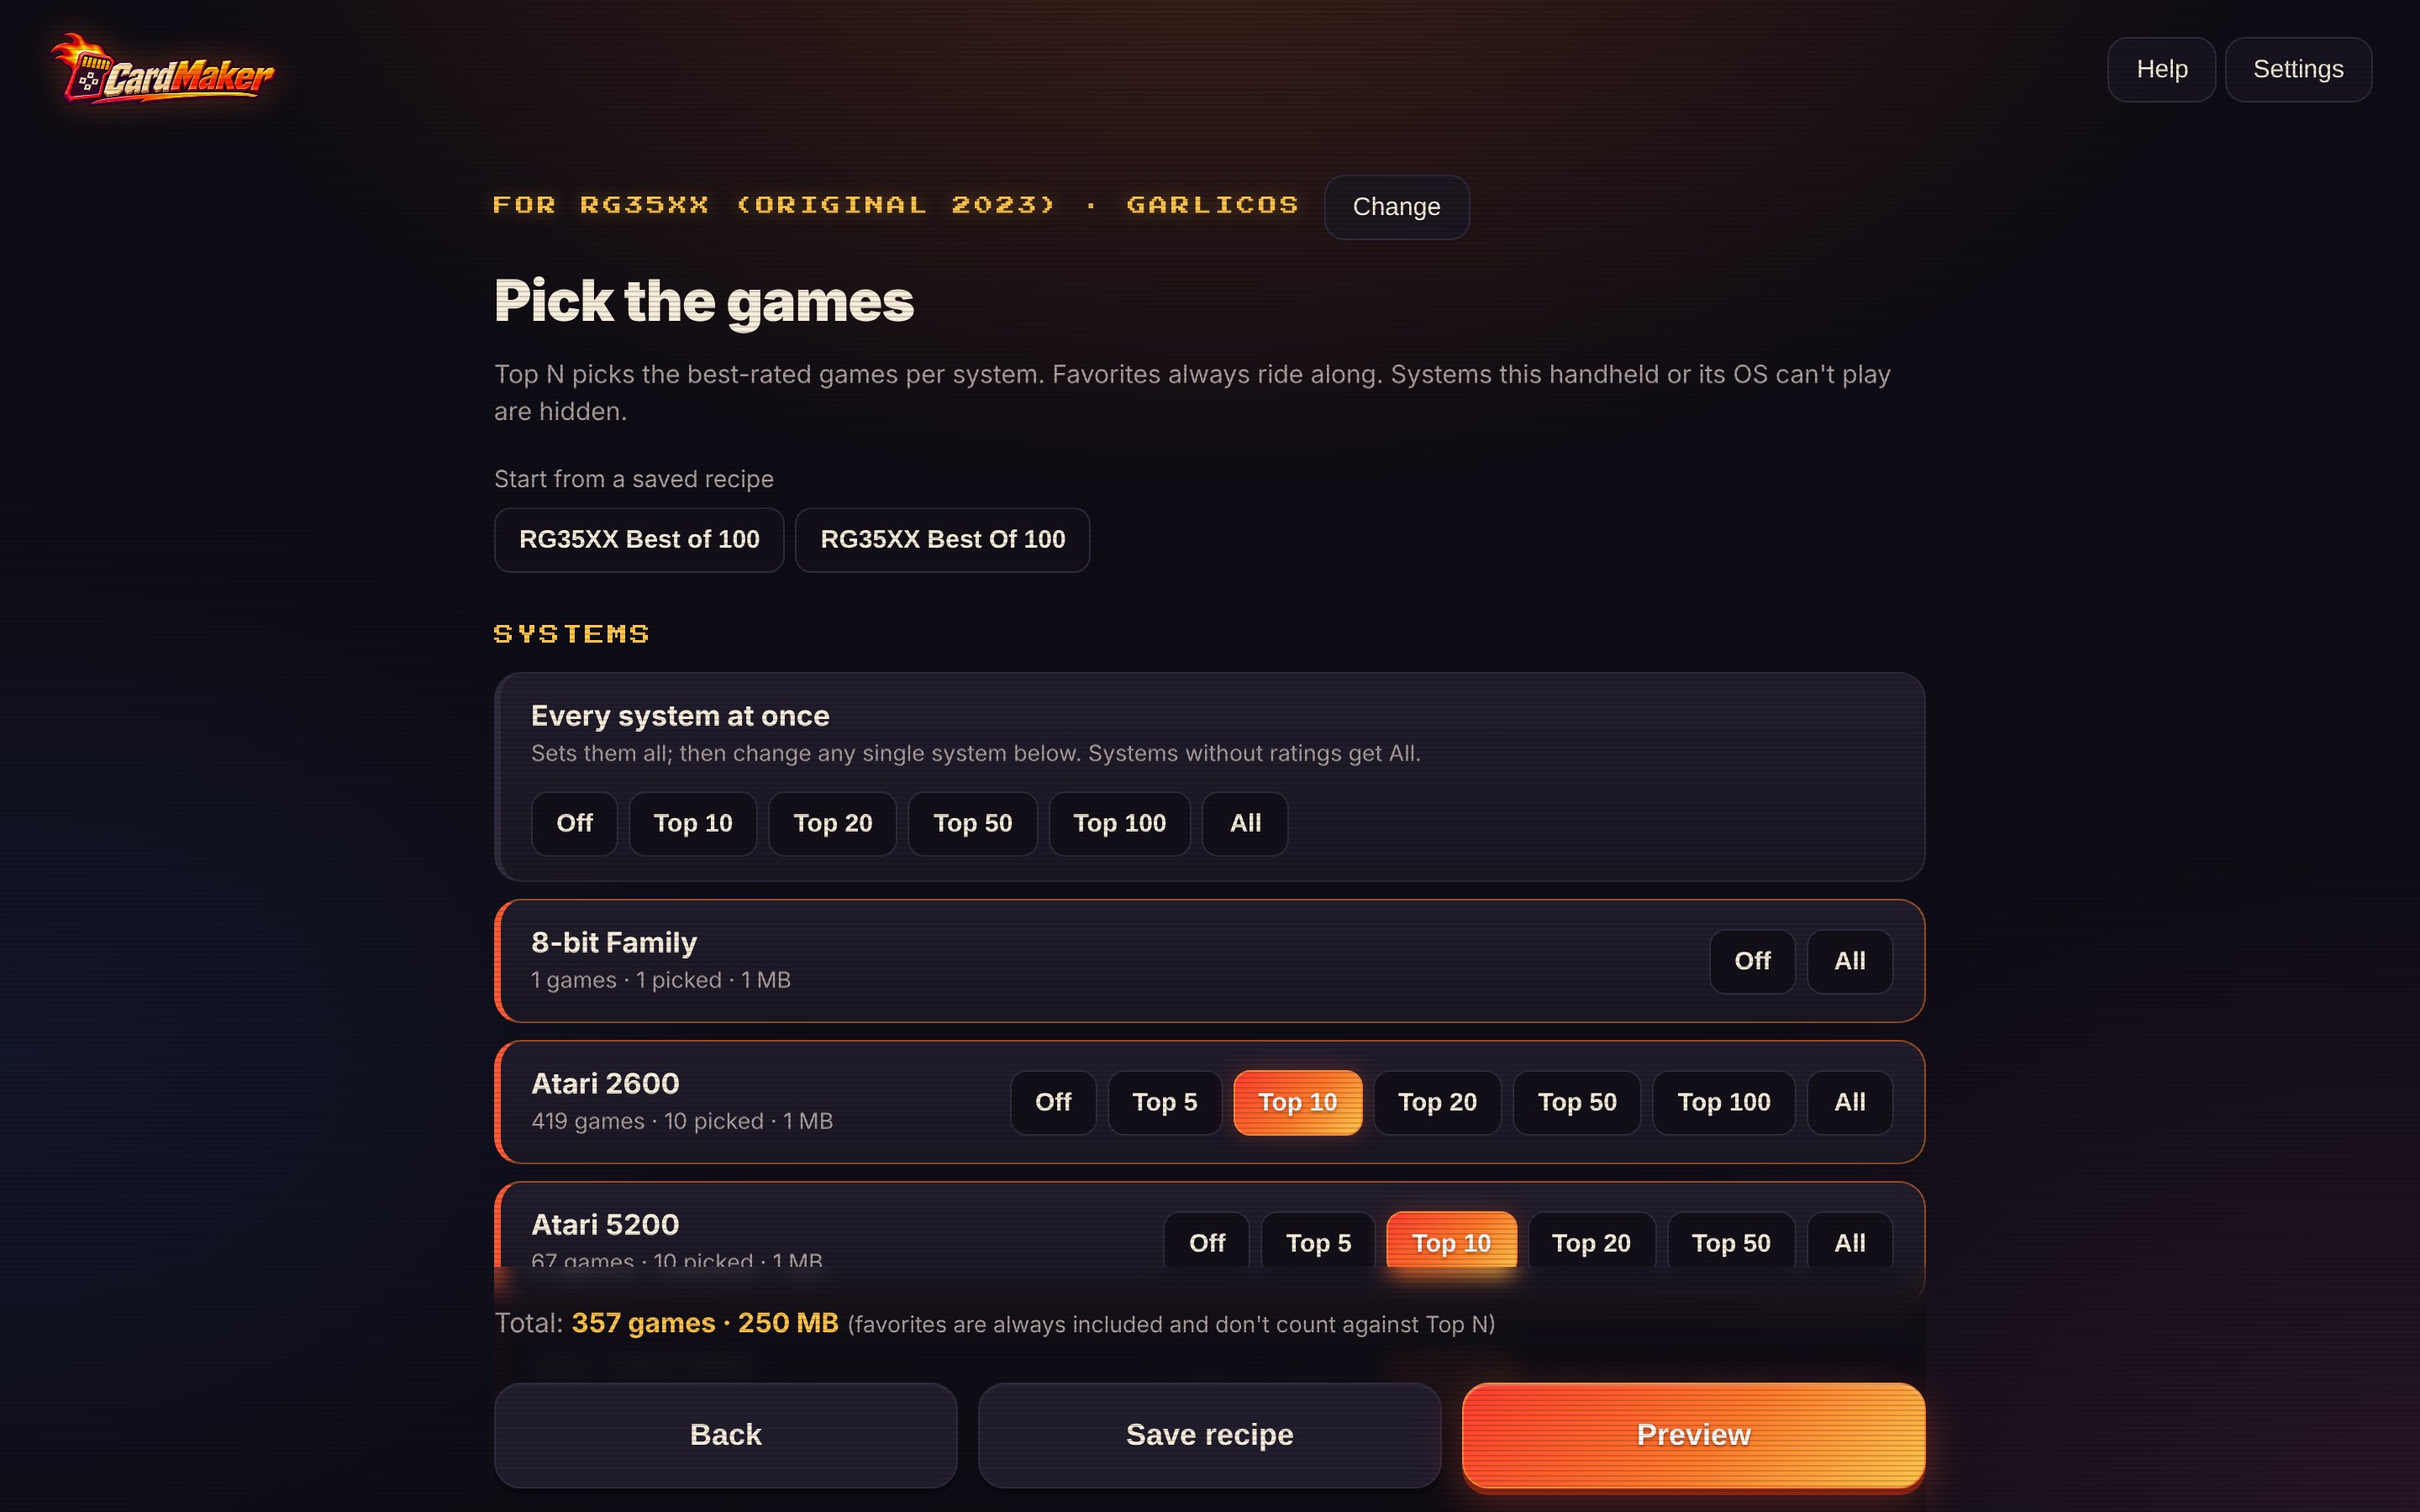 CardMaker
Help
Settings
FOR RG35XX (ORIGINAL 2023) · GARLICOS
Change
Pick the games
Top N picks the best-rated games per system. Favorites always ride along. Systems this handheld or its OS can't play
are hidden.
Start from a saved recipe
RG35XX Best of 100
RG35XX Best Of 100
SYSTEMS
Every system at once
Sets them all; then change any single system below. Systems without ratings get All.
Off
Top 10
Top 20
Top 50
Top 100
All
8-bit Family
1 games · 1 picked · 1 MB
Off
All
Atari 2600
419 games · 10 picked · 1 MB
Off
Top 5
Top 10
Top 20
Top 50
Top 100
All
Atari 5200
67 games · 10 picked · 1 MB
Off
Top 5
Top 10
Top 20
Top 50
All
Total: 357 games · 250 MB (favorites are always included and don't count against Top N)
Back
Save recipe
Preview